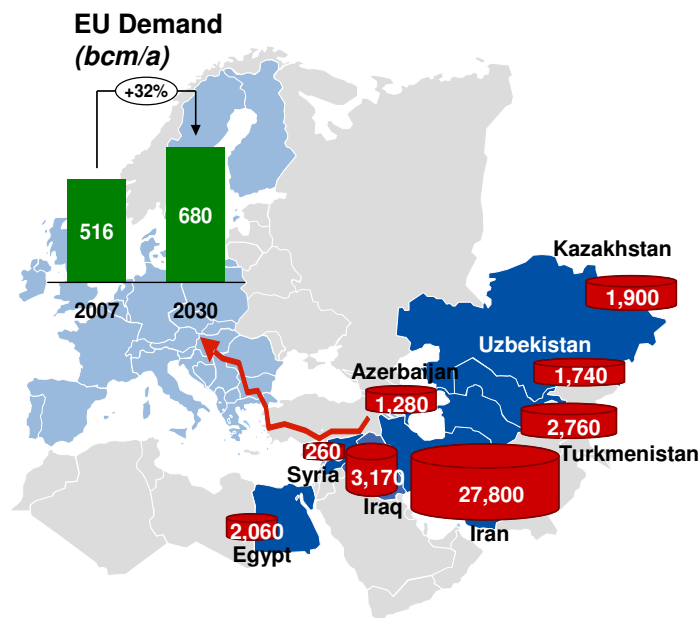 EU Demand
(bcm/a)
+32%
516
680
2007
2030
Kazakhstan
1,900
Uzbekistan
1,740
Azerbaijan
1,280
2,760
Turkmenistan
260
Syria
3,170
Iraq
27,800
Iran
2,060
Egypt